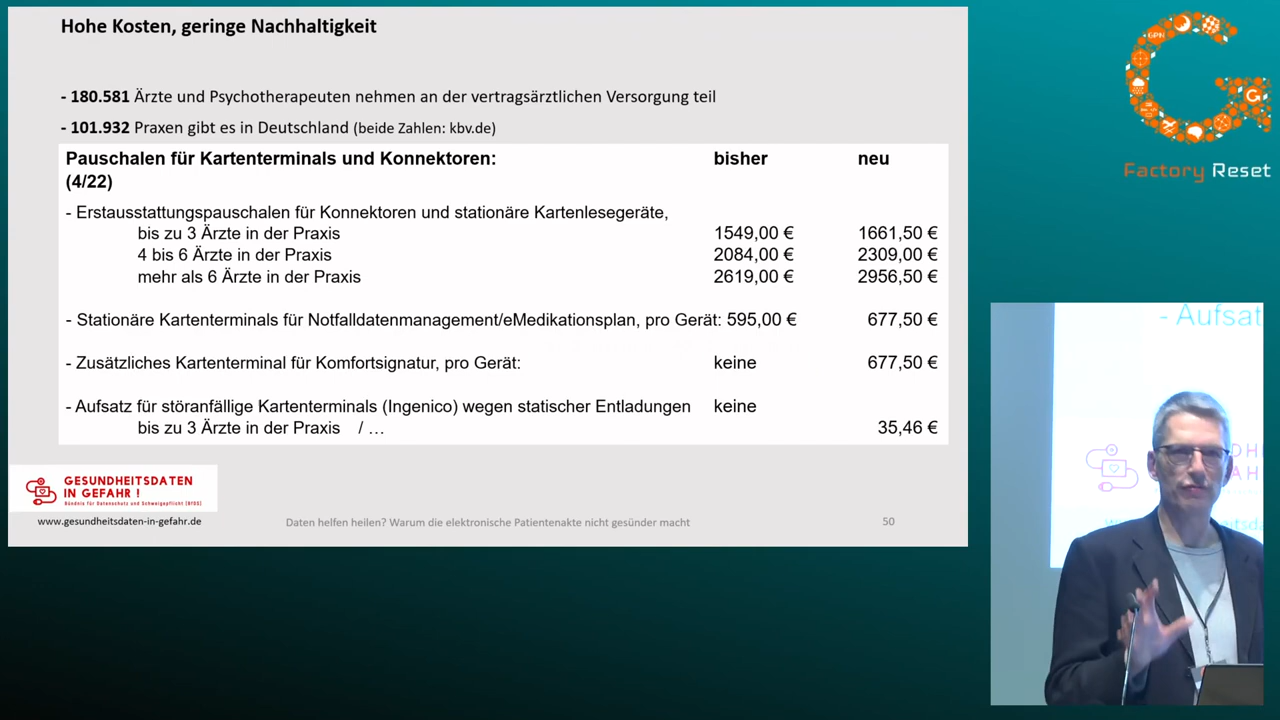 Hohe Kosten, geringe Nachhaltigkeit
- 180.581 Ärzte und Psychotherapeuten nehmen an der vertragsärztlichen Versorgung teil
- 101.932 Praxen gibt es in Deutschland (beide Zahlen: kbv.de)
Pauschalen für Kartenterminals und Konnektoren: bisher neu
(4/22)
- Erstausstattungspauschalen für Konnektoren und stationäre Kartenlesegeräte,
bis zu 3 Ärzte in der Praxis 1549,00 € 1661,50 €
4 bis 6 Ärzte in der Praxis 2084,00 € 2309,00 €
mehr als 6 Ärzte in der Praxis 2619,00 € 2956,50 €
- Stationäre Kartenterminals für Notfalldatenmanagement/eMedikationsplan, pro Gerät: 595,00 € 677,50 €
- Zusätzliches Kartenterminal für Komfortsignatur, pro Gerät: keine 677,50 €
- Aufsatz für störanfällige Kartenterminals (Ingenico) wegen statischer Entladungen keine
bis zu 3 Ärzte in der Praxis / … 35,46 €
GESUNDHEITSDATEN
IN GEFAHR !
Bündnis für Datenschutz und Schweigepflicht (BfDS)
www.gesundheitsdaten-in-gefahr.de
Daten helfen heilen? Warum die elektronische Patientenakte nicht gesünder macht
50
GPN
G
Factory Reset
- Aufsat